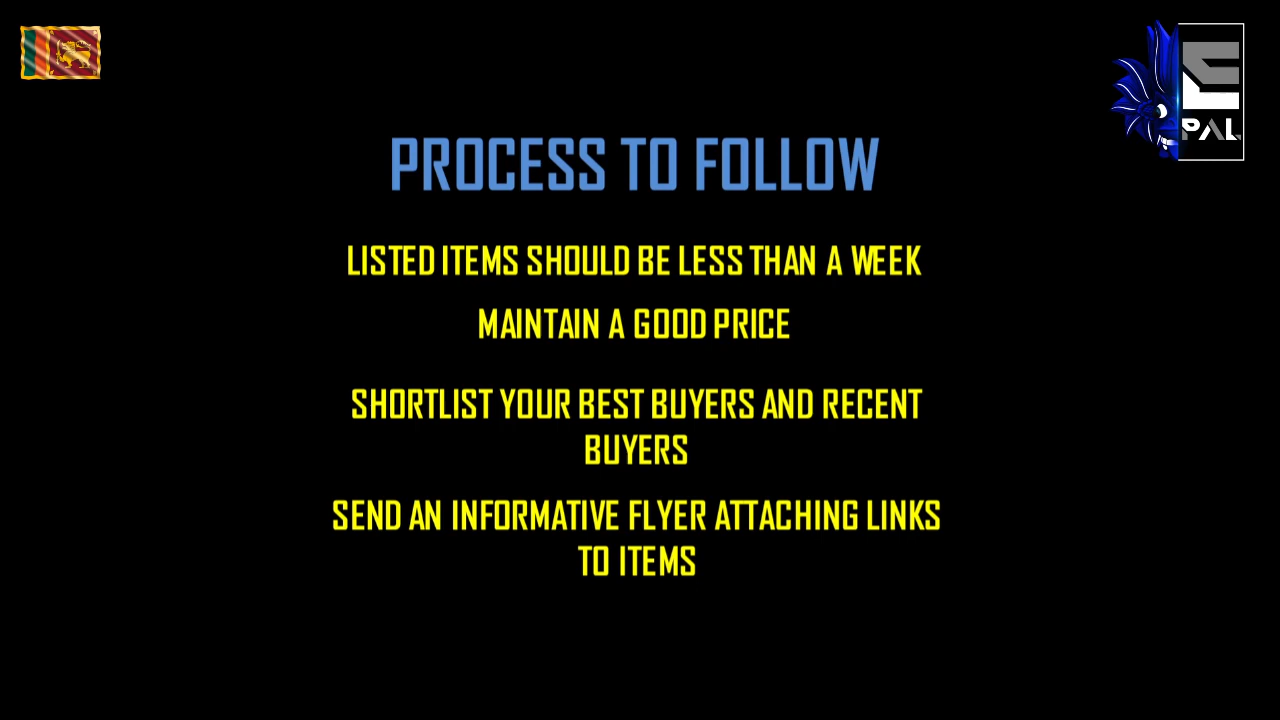 E
PAL
PROCESS TO FOLLOW
LISTED ITEMS SHOULD BE LESS THAN A WEEK
MAINTAIN A GOOD PRICE
SHORTLIST YOUR BEST BUYERS AND RECENT
BUYERS
SEND AN INFORMATIVE FLYER ATTACHING LINKS
TO ITEMS